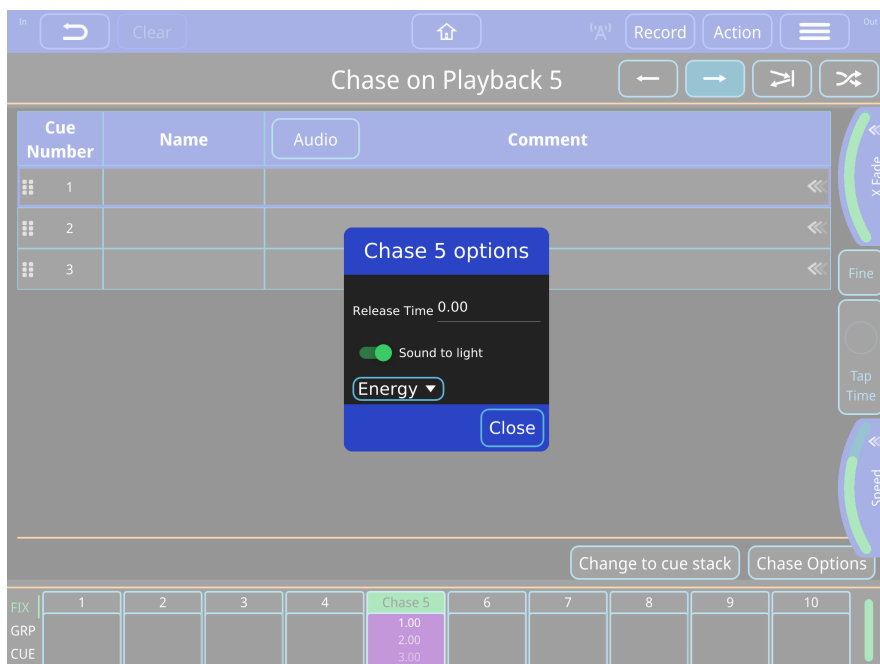 In
Clear
Record
Action
Out
Chase on Playback 5
Cue Number
Name
Audio
Comment
1
2
3
X Fade
Fine
Tap Time
Speed
Chase 5 options
Release Time 0.00
Sound to light
Energy
Close
Change to cue stack
Chase Options
FIX
GRP
CUE
1
2
3
4
Chase 5
1.00
2.00
3.00
6
7
8
9
10